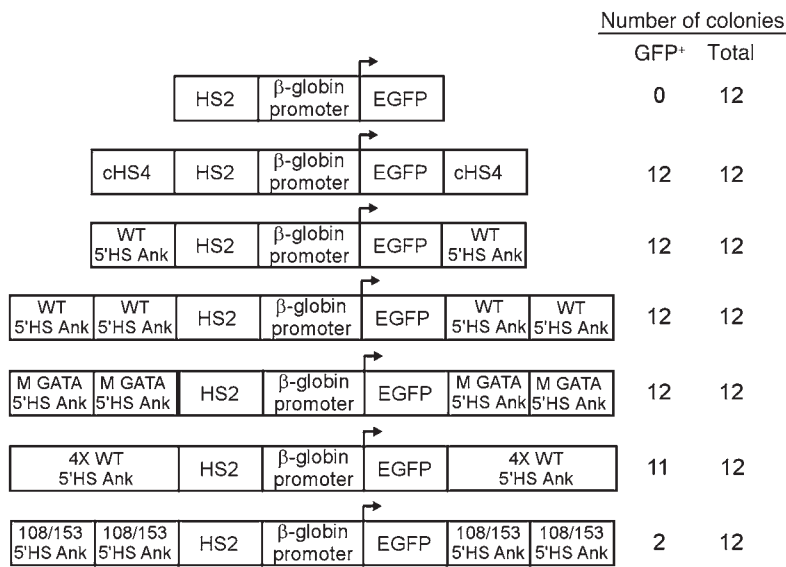 Number of colonies
GFP+ Total
HS2 β-globin promoter EGFP 0 12
cHS4 HS2 β-globin promoter EGFP cHS4 12 12
WT 5'HS Ank HS2 β-globin promoter EGFP WT 5'HS Ank 12 12
WT 5'HS Ank WT 5'HS Ank HS2 β-globin promoter EGFP WT 5'HS Ank WT 5'HS Ank 12 12
M GATA 5'HS Ank M GATA 5'HS Ank HS2 β-globin promoter EGFP M GATA 5'HS Ank M GATA 5'HS Ank 12 12
4X WT 5'HS Ank HS2 β-globin promoter EGFP 4X WT 5'HS Ank 11 12
108/153 5'HS Ank 108/153 5'HS Ank HS2 β-globin promoter EGFP 108/153 5'HS Ank 108/153 5'HS Ank 2 12